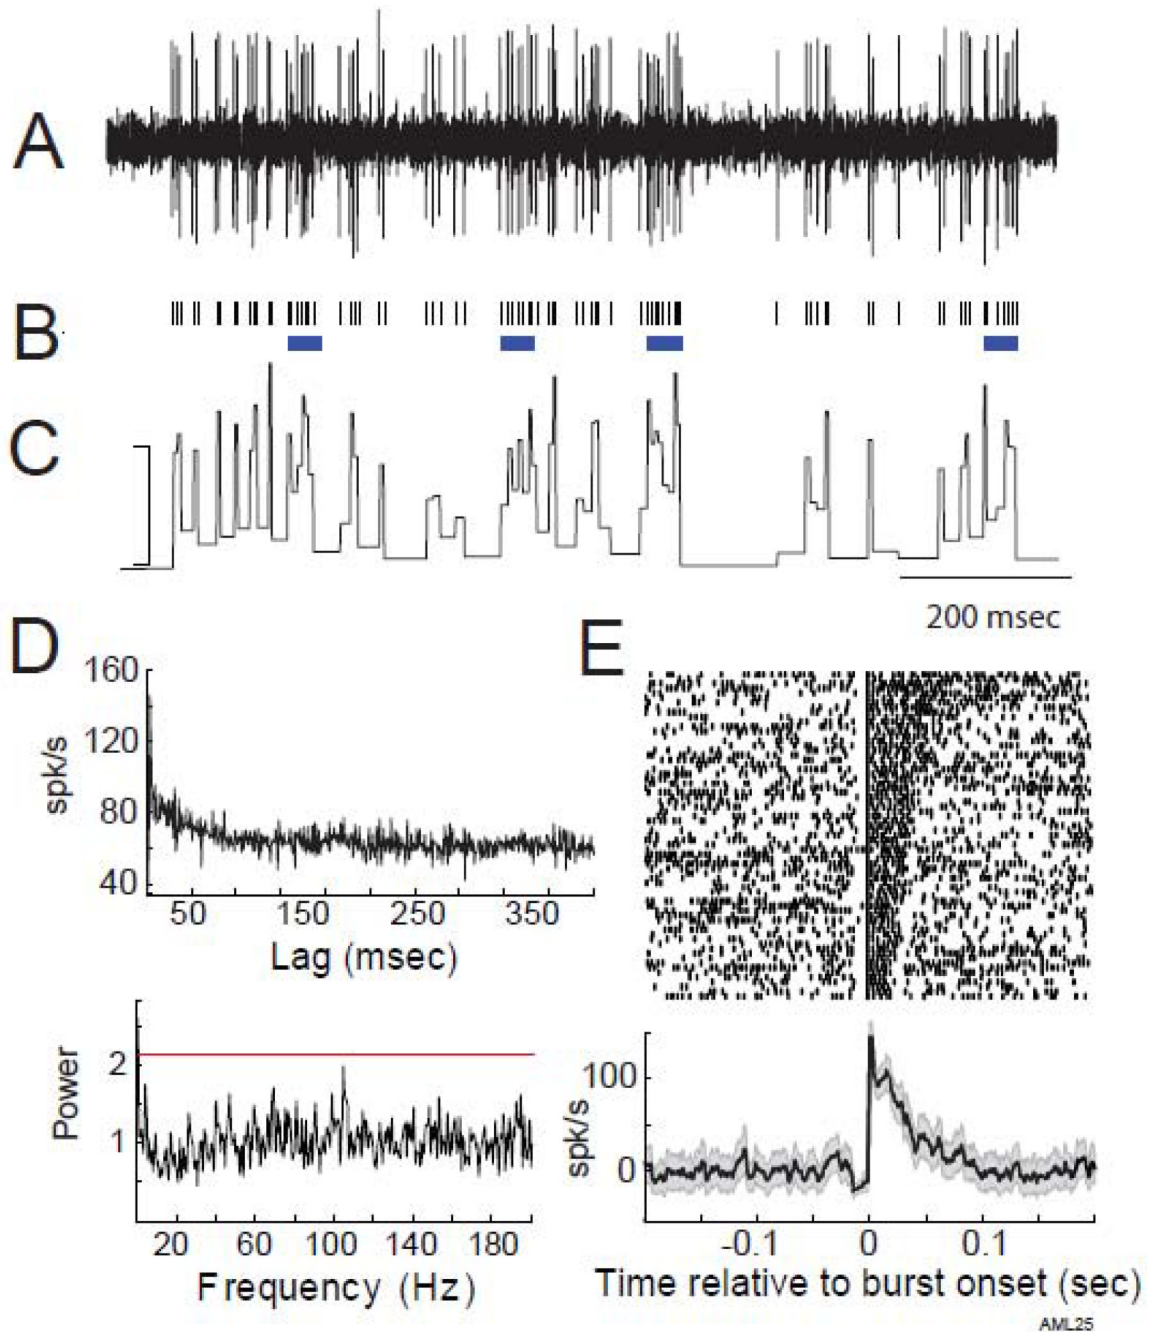 A
B
C
200 msec
D
E
160
120
80
40
spk/s
50 150 250 350
Lag (msec)
2
1
Power
20 60 100 140 180
Frequency (Hz)
100
0
spk/s
-0.1 0 0.1
Time relative to burst onset (sec)
AML25